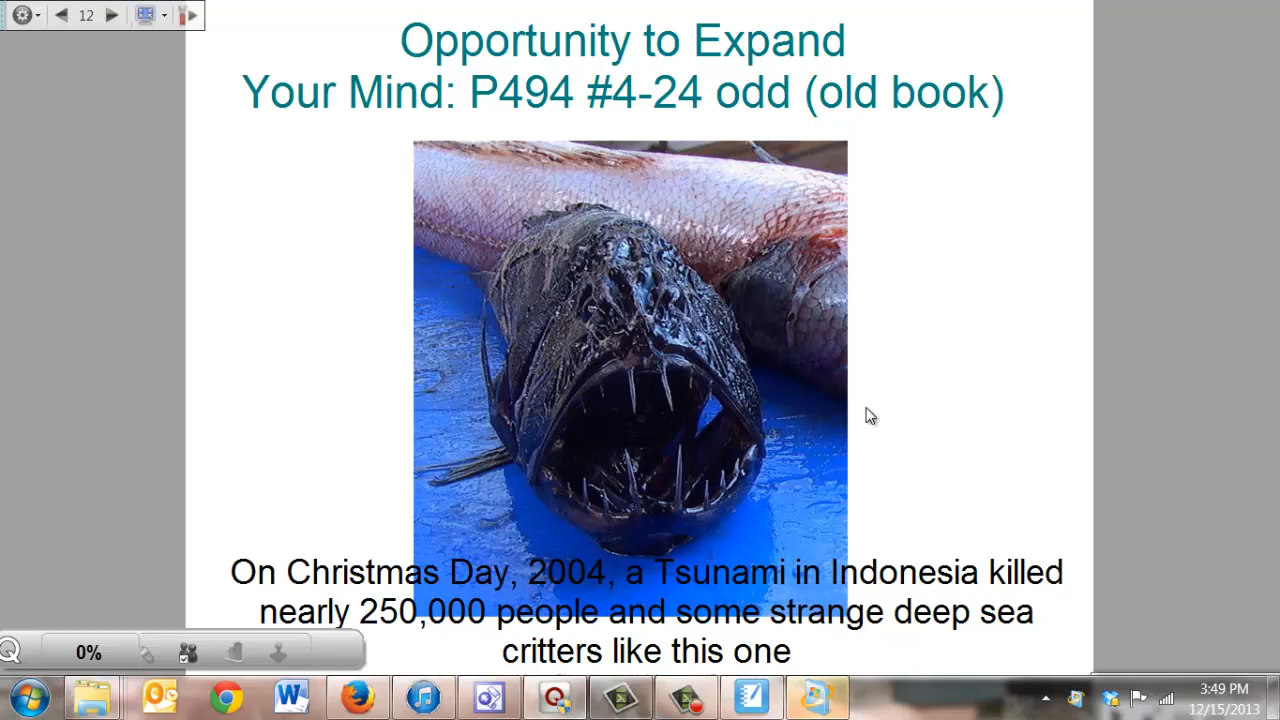 12
Opportunity to Expand
Your Mind: P494 #4-24 odd (old book)
On Christmas Day, 2004, a Tsunami in Indonesia killed
nearly 250,000 people and some strange deep sea
critters like this one
0%
3:49 PM
12/15/2013